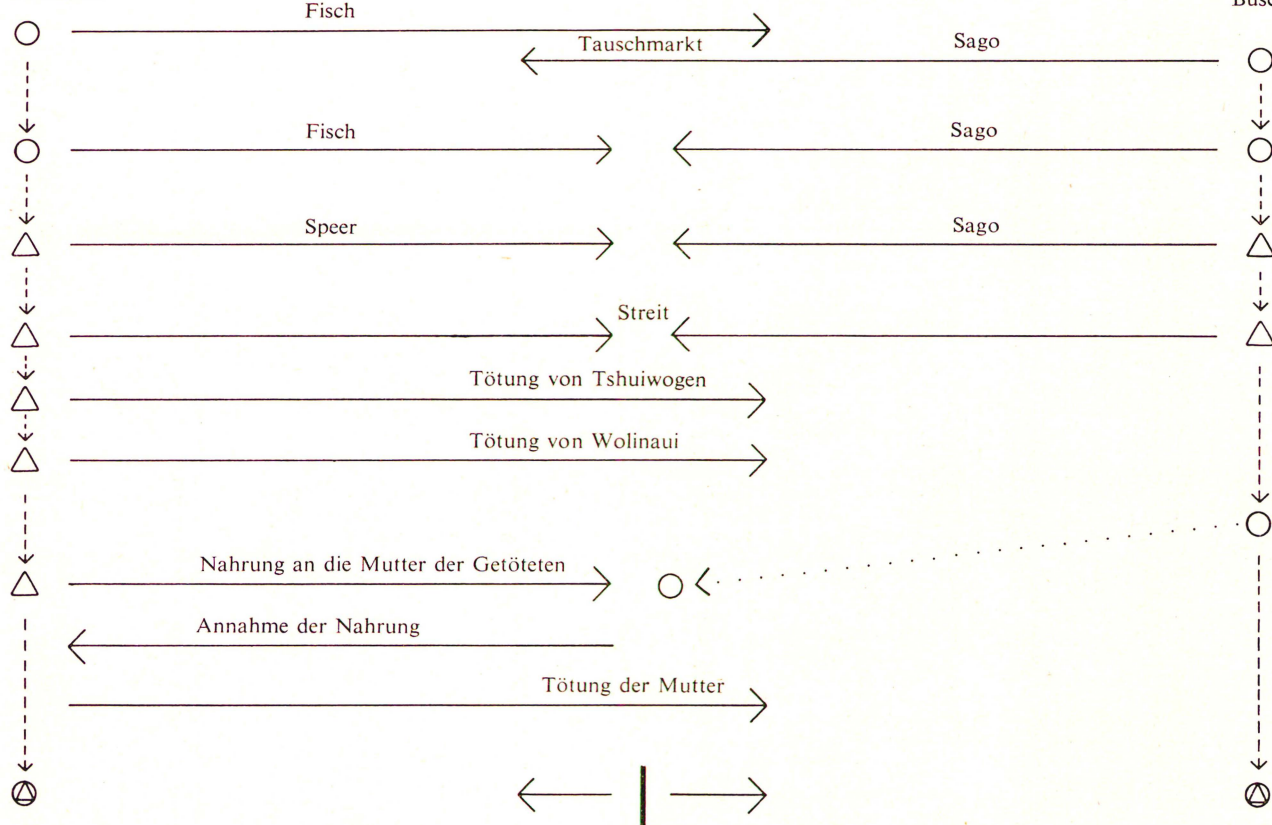 Fisch
Tauschmarkt Sago
Fisch Sago
Speer Sago
Streit
Tötung von Tshuiwogen
Tötung von Wolinaui
Nahrung an die Mutter der Getöteten
Annahme der Nahrung
Tötung der Mutter